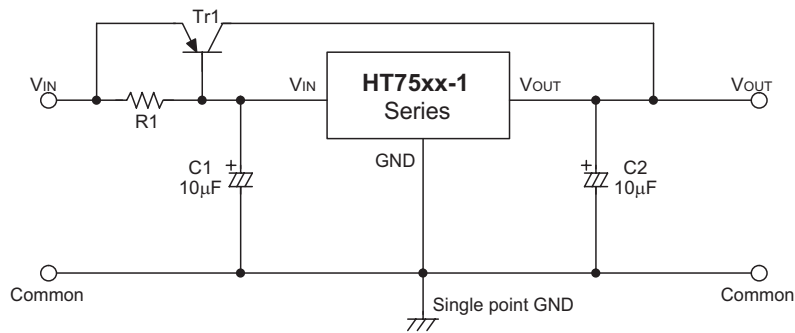 Tr1
VIN
R1
VIN
HT75xx-1
Series
VOUT
VOUT
GND
C1
10μF
C2
10μF
Common
Single point GND
Common